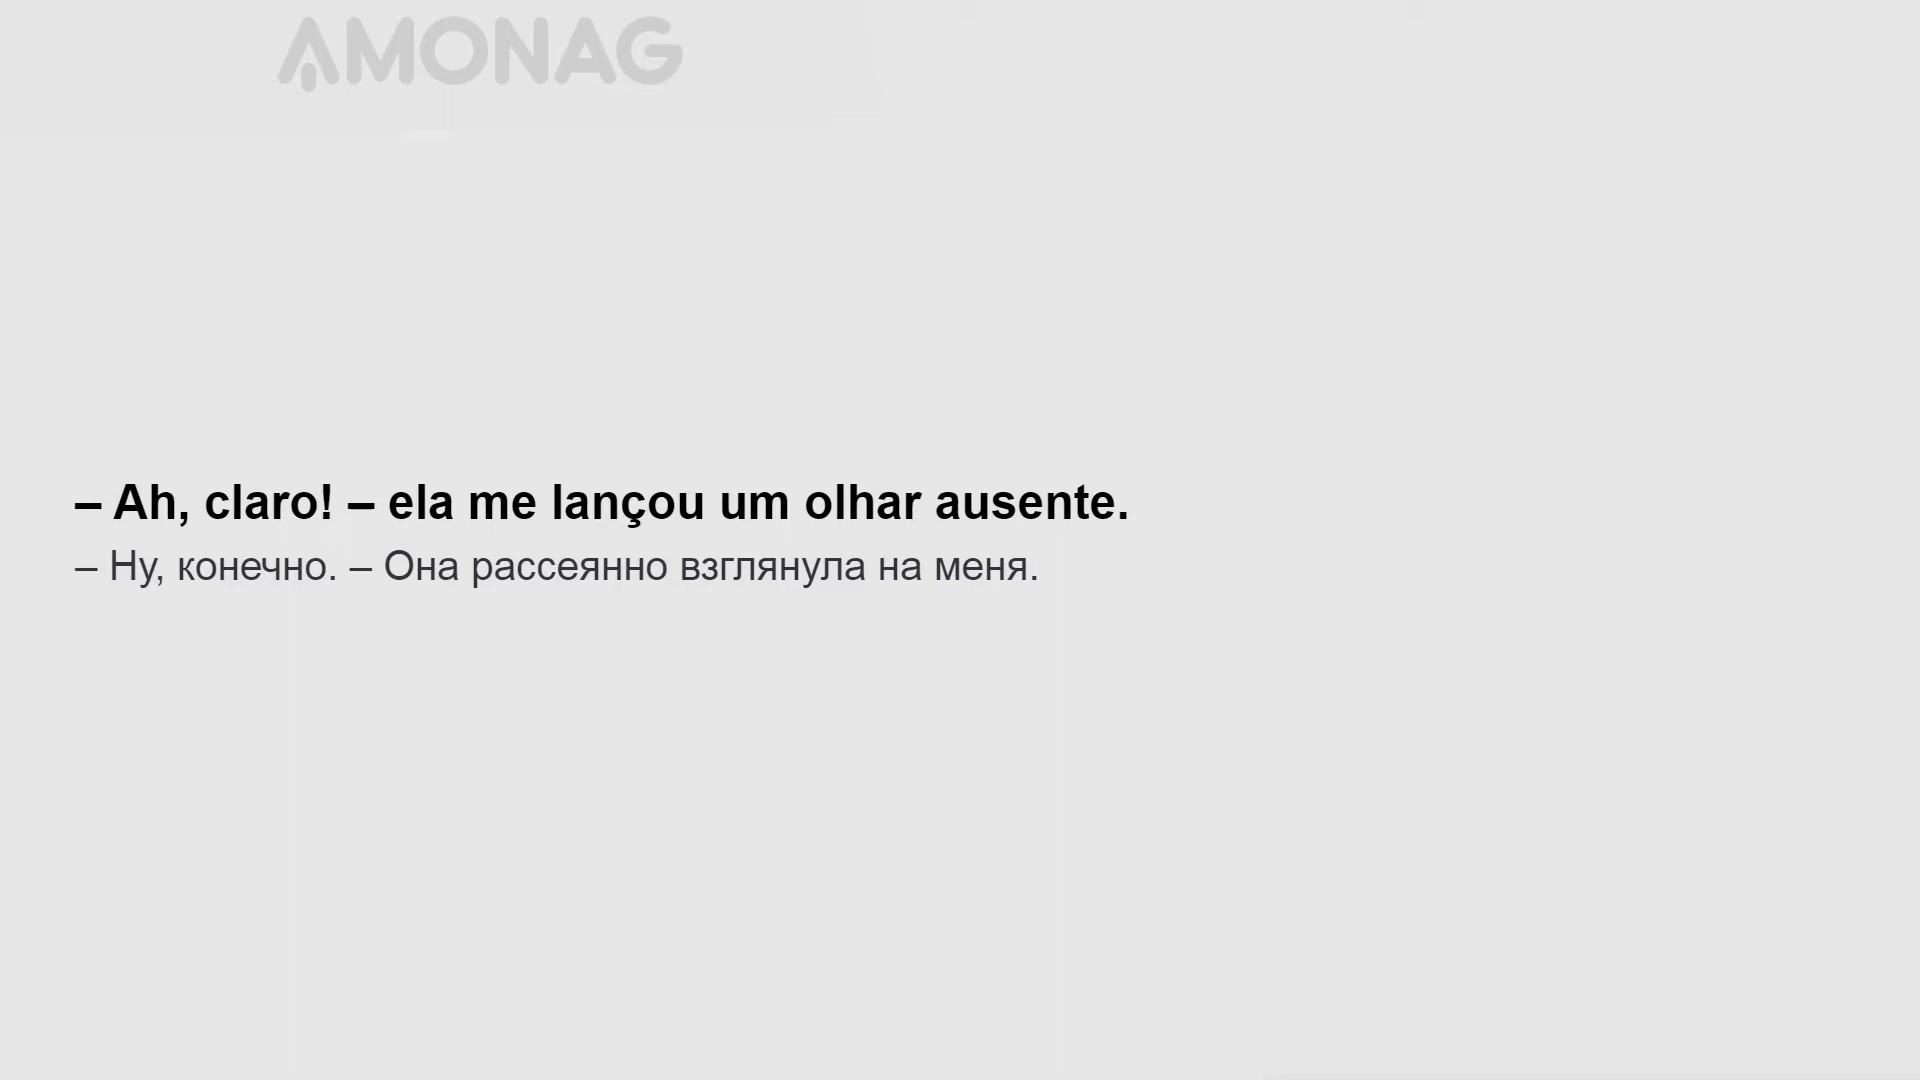 AMONAG
– Ah, claro! – ela me lançou um olhar ausente.
– Ну, конечно. – Она рассеянно взглянула на меня.